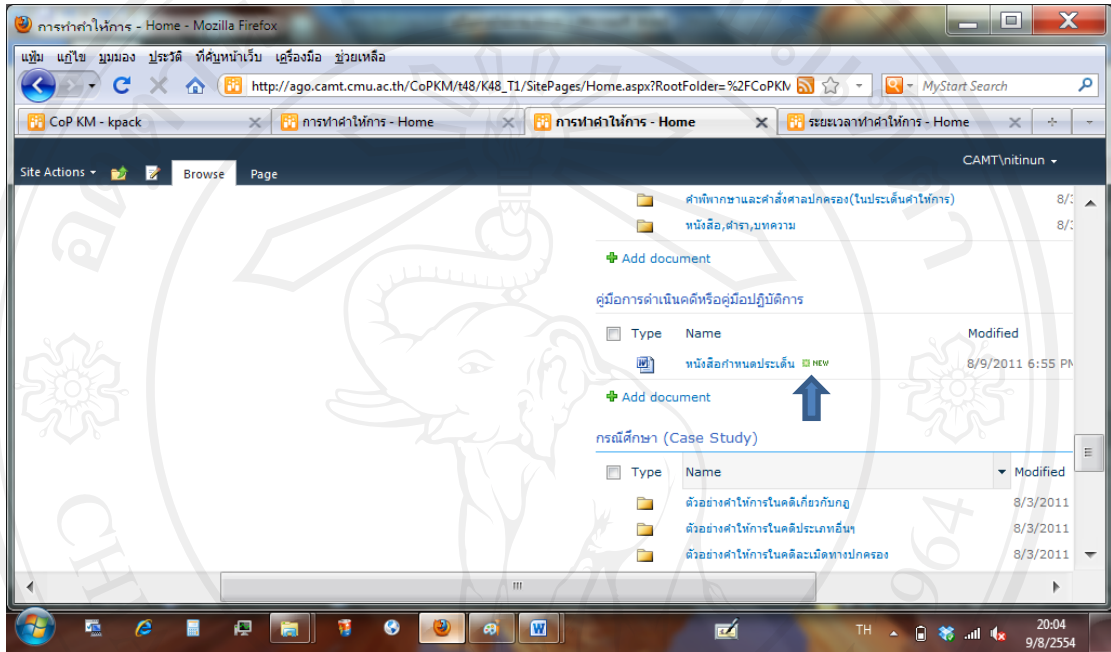 การทำคำให้การ - Home - Mozilla Firefox
แฟ้ม แก้ไข มุมมอง ประวัติ ที่คั่นหน้าเว็บ เครื่องมือ ช่วยเหลือ
http://ago.camt.cmu.ac.th/CoPKM/t48/K48_T1/SitePages/Home.aspx?RootFolder=%2FCoPKM MyStart Search
CoP KM - kpack การทำคำให้การ - Home การทำคำให้การ - Home ระยะเวลาทำคำให้การ - Home
CAMT\nitinun
Site Actions Browse Page
คำพิพากษาและคำสั่งศาลปกครอง(ในประเด็นคำให้การ) 8/
หนังสือ,ตำรา,บทความ 8/
Add document
คู่มือการดำเนินคดีหรือคู่มือปฏิบัติการ
Type Name Modified
หนังสือกำหนดประเด็น NEW 8/9/2011 6:55 PM
Add document
กรณีศึกษา (Case Study)
Type Name Modified
ตัวอย่างคำให้การในคดีเกี่ยวกับกฎ 8/3/2011
ตัวอย่างคำให้การในคดีประเภทอื่นๆ 8/3/2011
ตัวอย่างคำให้การในคดีละเมิดทางปกครอง 8/3/2011
TH 20:04
9/8/2554